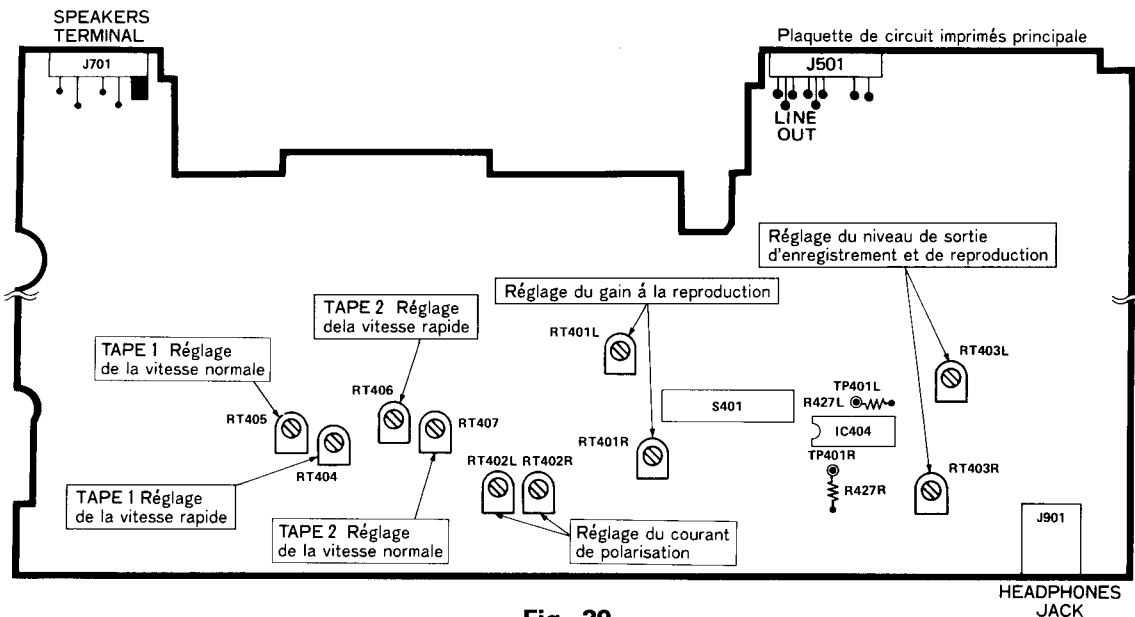 SPEAKERS
TERMINAL
J701
Plaquette de circuit imprimés principale
J501
LINE
OUT
Réglage du niveau de sortie
d'enregistrement et de reproduction
Réglage du gain á la reproduction
TAPE 2 Réglage
dela vitesse rapide
TAPE 1 Réglage
de la vitesse normale
RT401L
RT403L
RT406
TP401L
R427L
S401
RT405
RT407
IC404
RT401R
TP401R
RT404
RT402L
RT402R
RT403R
R427R
TAPE 1 Réglage
de la vitesse rapide
TAPE 2 Réglage
de la vitesse normale
Réglage du courant
de polarisation
J901
HEADPHONES
JACK